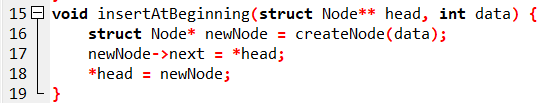 15 void insertAtBeginning(struct Node** head, int data) {
16 struct Node* newNode = createNode(data);
17 newNode->next = *head;
18 *head = newNode;
19 }